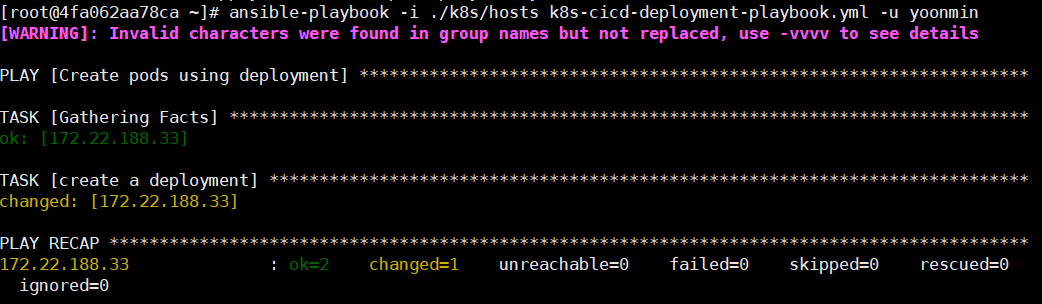 [root@4fa062aa78ca ~]# ansible-playbook -i ./k8s/hosts k8s-cicd-deployment-playbook.yml -u yoonmin
[WARNING]: Invalid characters were found in group names but not replaced, use -vvvv to see details
PLAY [Create pods using deployment] *******************************************************************
TASK [Gathering Facts] ********************************************************************************
ok: [172.22.188.33]
TASK [create a deployment] ****************************************************************************
changed: [172.22.188.33]
PLAY RECAP ********************************************************************************************
172.22.188.33              : ok=2    changed=1    unreachable=0    failed=0    skipped=0    rescued=0
  ignored=0